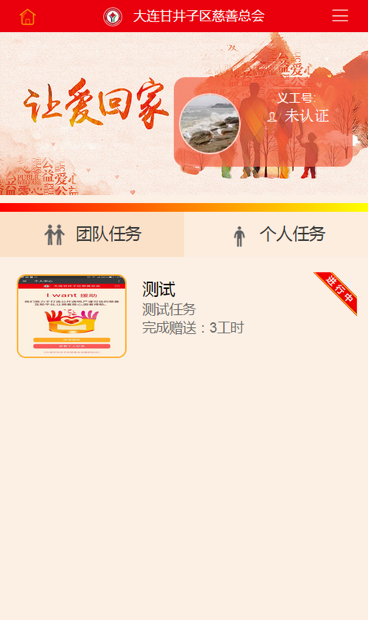 大连甘井子区慈善总会
让爱回家
义工号
未认证
团队任务
个人任务
I want 援助
测试
测试任务
完成赠送：3工时
进行中